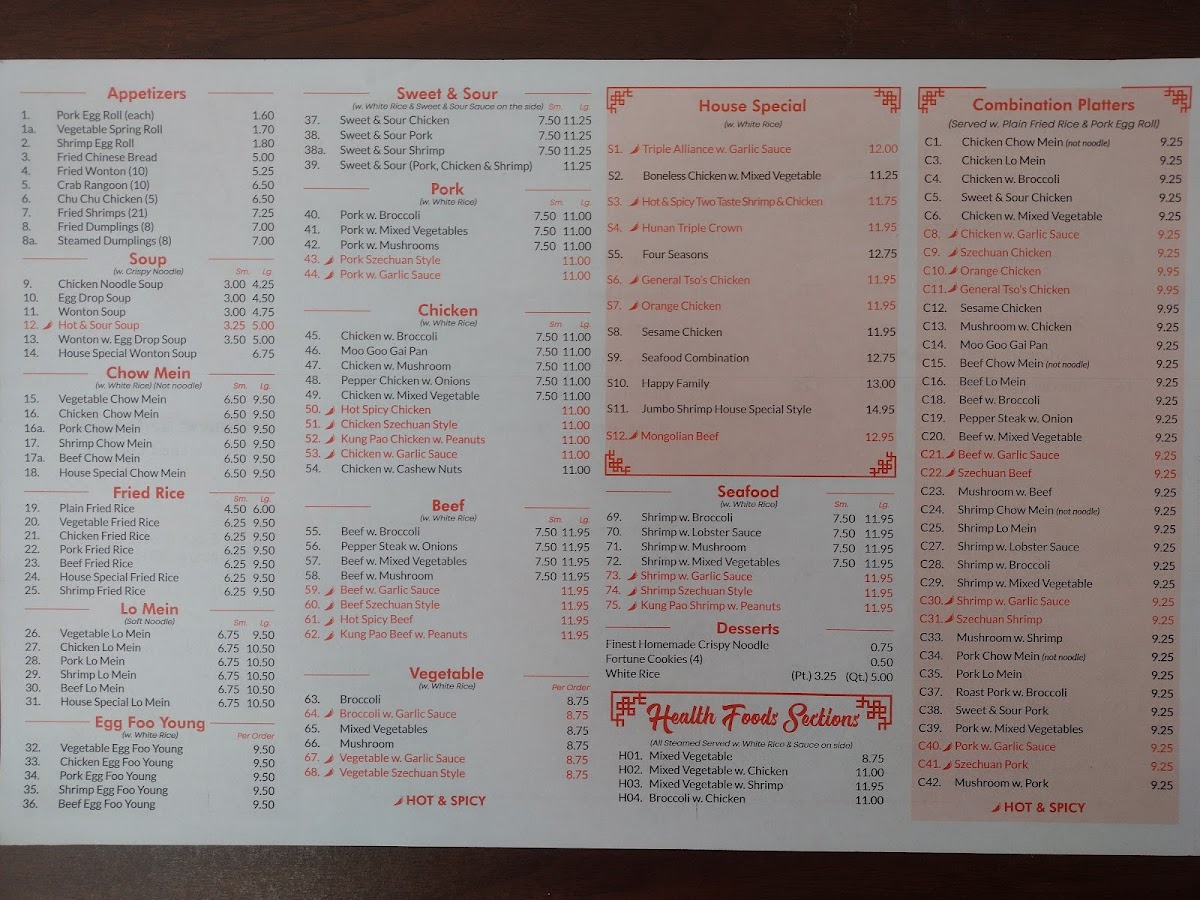 Appetizers
1. Pork Egg Roll (each) 1.60
1a. Vegetable Spring Roll 1.70
2. Shrimp Egg Roll 1.80
3. Fried Chinese Bread 5.00
4. Fried Wonton (10) 5.25
5. Crab Rangoon (10) 6.50
6. Chu Chu Chicken (5) 6.50
7. Fried Shrimps (21) 7.25
8. Fried Dumplings (8) 7.00
8a. Steamed Dumplings (8) 7.00
Soup
(w. Crispy Noodle) Sm. Lg.
9. Chicken Noodle Soup 3.00 4.25
10. Egg Drop Soup 3.00 4.50
11. Wonton Soup 3.00 4.75
12. Hot & Sour Soup 3.25 5.00
13. Wonton w. Egg Drop Soup 3.50 5.00
14. House Special Wonton Soup 6.75
Chow Mein
(w. White Rice) (Not noodle) Sm. Lg.
15. Vegetable Chow Mein 6.50 9.50
16. Chicken Chow Mein 6.50 9.50
16a. Pork Chow Mein 6.50 9.50
17. Shrimp Chow Mein 6.50 9.50
17a. Beef Chow Mein 6.50 9.50
18. House Special Chow Mein 6.50 9.50
Fried Rice
Sm. Lg.
19. Plain Fried Rice 4.50 6.00
20. Vegetable Fried Rice 6.25 9.50
21. Chicken Fried Rice 6.25 9.50
22. Pork Fried Rice 6.25 9.50
23. Beef Fried Rice 6.25 9.50
24. House Special Fried Rice 6.25 9.50
25. Shrimp Fried Rice 6.25 9.50
Lo Mein
(Soft Noodle) Sm. Lg.
26. Vegetable Lo Mein 6.75 9.50
27. Chicken Lo Mein 6.75 10.50
28. Pork Lo Mein 6.75 10.50
29. Shrimp Lo Mein 6.75 10.50
30. Beef Lo Mein 6.75 10.50
31. House Special Lo Mein 6.75 10.50
Egg Foo Young
(w. White Rice) Per Order
32. Vegetable Egg Foo Young 9.50
33. Chicken Egg Foo Young 9.50
34. Pork Egg Foo Young 9.50
35. Shrimp Egg Foo Young 9.50
36. Beef Egg Foo Young 9.50
Sweet & Sour
(w. White Rice & Sweet & Sour Sauce on the side) Sm. Lg.
37. Sweet & Sour Chicken 7.50 11.25
38. Sweet & Sour Pork 7.50 11.25
38a. Sweet & Sour Shrimp 7.50 11.25
39. Sweet & Sour (Pork, Chicken & Shrimp) 11.25
Pork
(w. White Rice) Sm. Lg.
40. Pork w. Broccoli 7.50 11.00
41. Pork w. Mixed Vegetables 7.50 11.00
42. Pork w. Mushrooms 7.50 11.00
43. Pork Szechuan Style 11.00
44. Pork w. Garlic Sauce 11.00
Chicken
(w. White Rice) Sm. Lg.
45. Chicken w. Broccoli 7.50 11.00
46. Moo Goo Gai Pan 7.50 11.00
47. Chicken w. Mushroom 7.50 11.00
48. Pepper Chicken w. Onions 7.50 11.00
49. Chicken w. Mixed Vegetable 7.50 11.00
50. Hot Spicy Chicken 11.00
51. Chicken Szechuan Style 11.00
52. Kung Pao Chicken w. Peanuts 11.00
53. Chicken w. Garlic Sauce 11.00
54. Chicken w. Cashew Nuts 11.00
Beef
(w. White Rice) Sm. Lg.
55. Beef w. Broccoli 7.50 11.95
56. Pepper Steak w. Onions 7.50 11.95
57. Beef w. Mixed Vegetables 7.50 11.95
58. Beef w. Mushroom 7.50 11.95
59. Beef w. Garlic Sauce 11.95
60. Beef Szechuan Style 11.95
61. Hot Spicy Beef 11.95
62. Kung Pao Beef w. Peanuts 11.95
Vegetable
(w. White Rice) Per Order
63. Broccoli 8.75
64. Broccoli w. Garlic Sauce 8.75
65. Mixed Vegetables 8.75
66. Mushroom 8.75
67. Vegetable w. Garlic Sauce 8.75
68. Vegetable Szechuan Style 8.75
HOT & SPICY
House Special
(w. White Rice)
S1. Triple Alliance w. Garlic Sauce 12.00
S2. Boneless Chicken w. Mixed Vegetable 11.25
S3. Hot & Spicy Two Taste Shrimp & Chicken 11.75
S4. Hunan Triple Crown 11.95
S5. Four Seasons 12.75
S6. General Tso's Chicken 11.95
S7. Orange Chicken 11.95
S8. Sesame Chicken 11.95
S9. Seafood Combination 12.75
S10. Happy Family 13.00
S11. Jumbo Shrimp House Special Style 14.95
S12. Mongolian Beef 12.95
Seafood
(w. White Rice) Sm. Lg.
69. Shrimp w. Broccoli 7.50 11.95
70. Shrimp w. Lobster Sauce 7.50 11.95
71. Shrimp w. Mushroom 7.50 11.95
72. Shrimp w. Mixed Vegetables 7.50 11.95
73. Shrimp w. Garlic Sauce 11.95
74. Shrimp Szechuan Style 11.95
75. Kung Pao Shrimp w. Peanuts 11.95
Desserts
Finest Homemade Crispy Noodle 0.75
Fortune Cookies (4) 0.50
White Rice (Pt.) 3.25 (Qt.) 5.00
Health Foods Sections
(All Steamed Served w. White Rice & Sauce on side)
H01. Mixed Vegetable 8.75
H02. Mixed Vegetable w. Chicken 11.00
H03. Mixed Vegetable w. Shrimp 11.95
H04. Broccoli w. Chicken 11.00
Combination Platters
(Served w. Plain Fried Rice & Pork Egg Roll)
C1. Chicken Chow Mein (not noodle) 9.25
C3. Chicken Lo Mein 9.25
C4. Chicken w. Broccoli 9.25
C5. Sweet & Sour Chicken 9.25
C6. Chicken w. Mixed Vegetable 9.25
C8. Chicken w. Garlic Sauce 9.25
C9. Szechuan Chicken 9.25
C10. Orange Chicken 9.95
C11. General Tso's Chicken 9.95
C12. Sesame Chicken 9.95
C13. Mushroom w. Chicken 9.25
C14. Moo Goo Gai Pan 9.25
C15. Beef Chow Mein (not noodle) 9.25
C16. Beef Lo Mein 9.25
C18. Beef w. Broccoli 9.25
C19. Pepper Steak w. Onion 9.25
C20. Beef w. Mixed Vegetable 9.25
C21. Beef w. Garlic Sauce 9.25
C22. Szechuan Beef 9.25
C23. Mushroom w. Beef 9.25
C24. Shrimp Chow Mein (not noodle) 9.25
C25. Shrimp Lo Mein 9.25
C27. Shrimp w. Lobster Sauce 9.25
C28. Shrimp w. Broccoli 9.25
C29. Shrimp w. Mixed Vegetable 9.25
C30. Shrimp w. Garlic Sauce 9.25
C31. Szechuan Shrimp 9.25
C33. Mushroom w. Shrimp 9.25
C34. Pork Chow Mein (not noodle) 9.25
C35. Pork Lo Mein 9.25
C37. Roast Pork w. Broccoli 9.25
C38. Sweet & Sour Pork 9.25
C39. Pork w. Mixed Vegetables 9.25
C40. Pork w. Garlic Sauce 9.25
C41. Szechuan Pork 9.25
C42. Mushroom w. Pork 9.25
HOT & SPICY